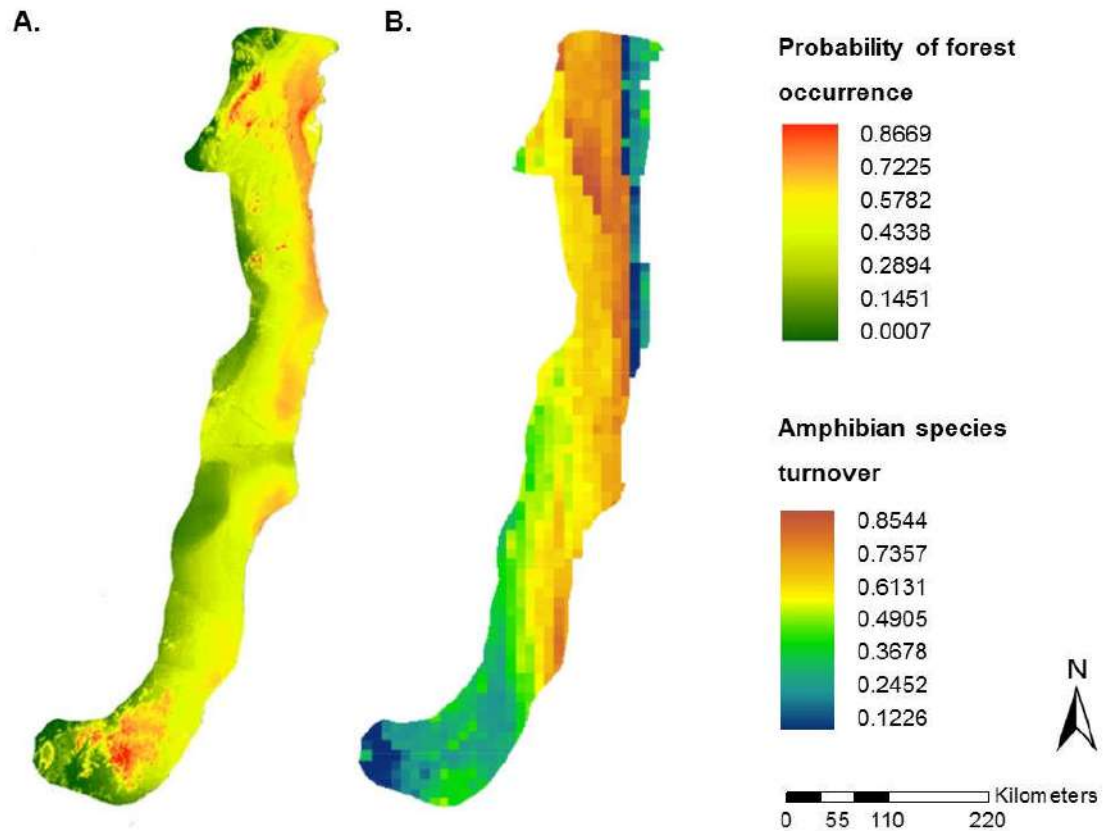 A.
B.
Probability of forest
occurrence
0.8669
0.7225
0.5782
0.4338
0.2894
0.1451
0.0007
Amphibian species
turnover
0.8544
0.7357
0.6131
0.4905
0.3678
0.2452
0.1226
N
Kilometers
0 55 110 220